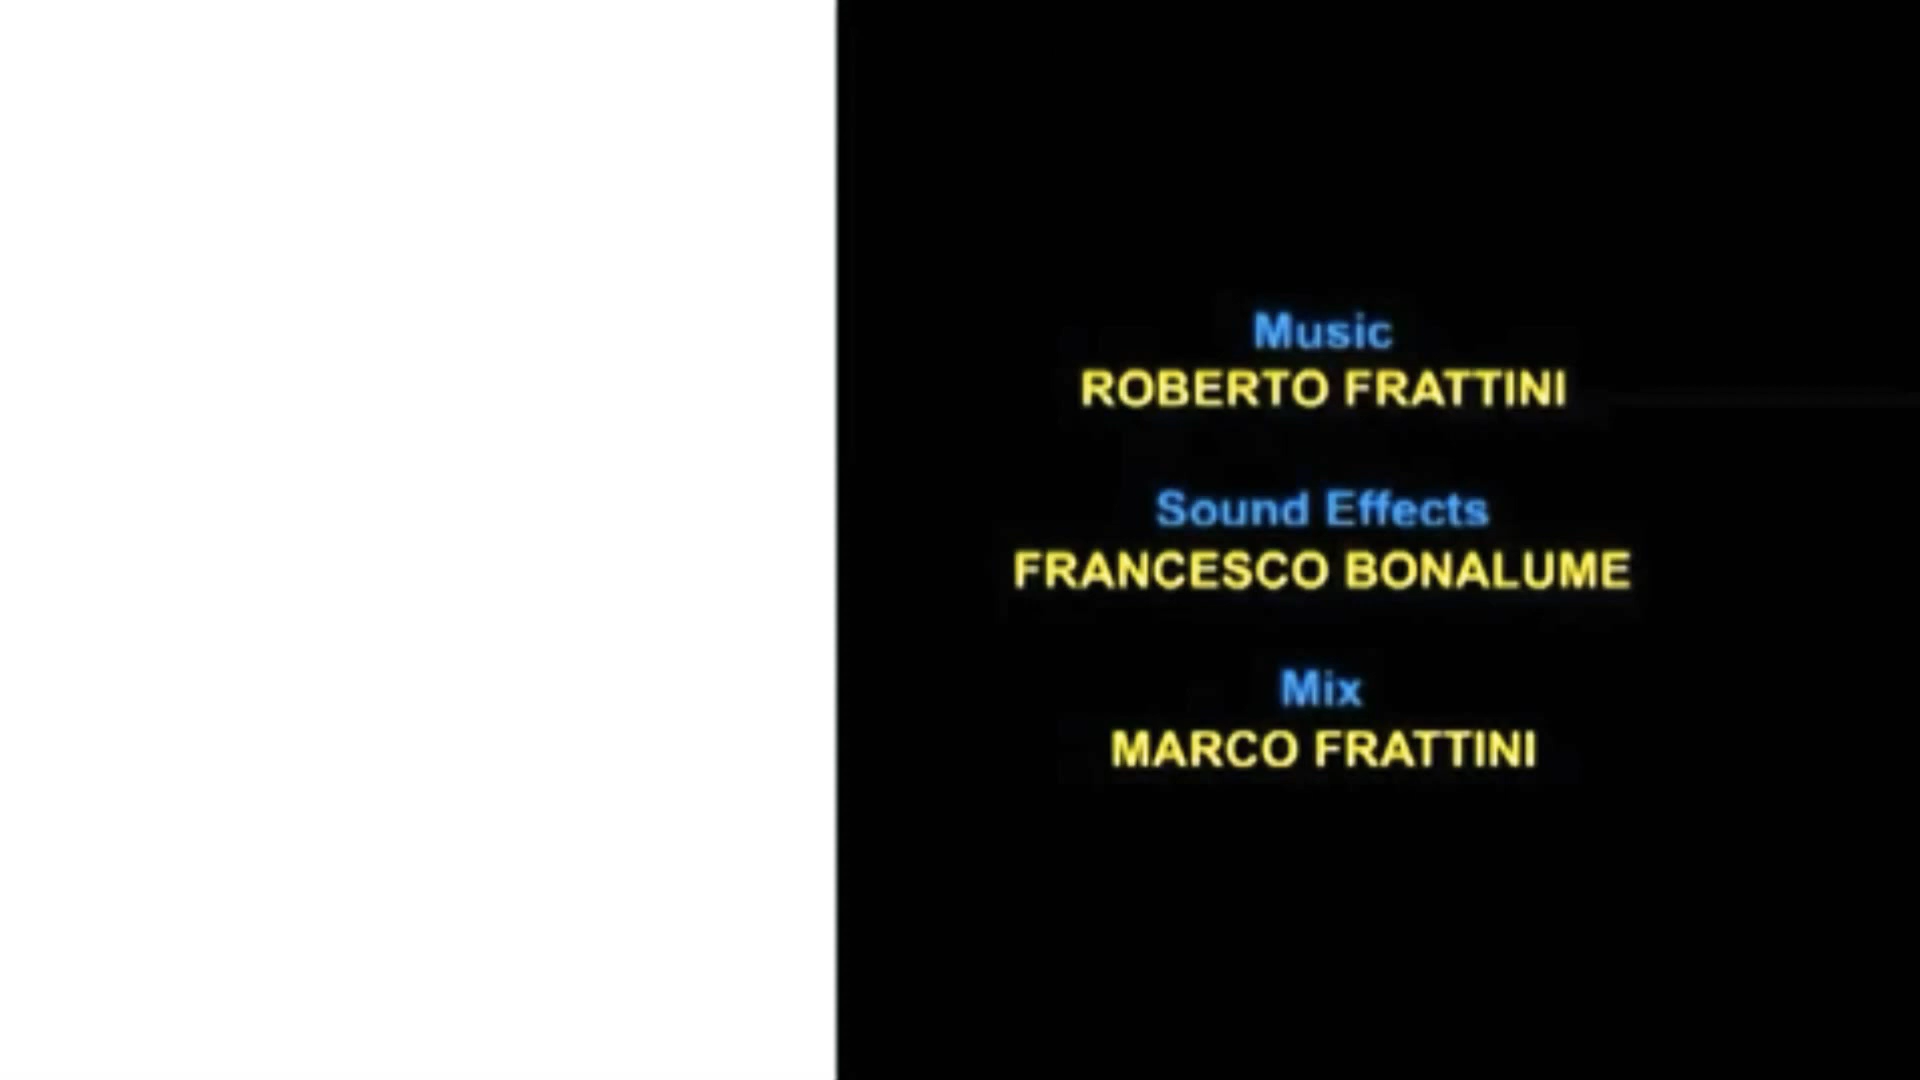 Music
ROBERTO FRATTINI
Sound Effects
FRANCESCO BONALUME
Mix
MARCO FRATTINI